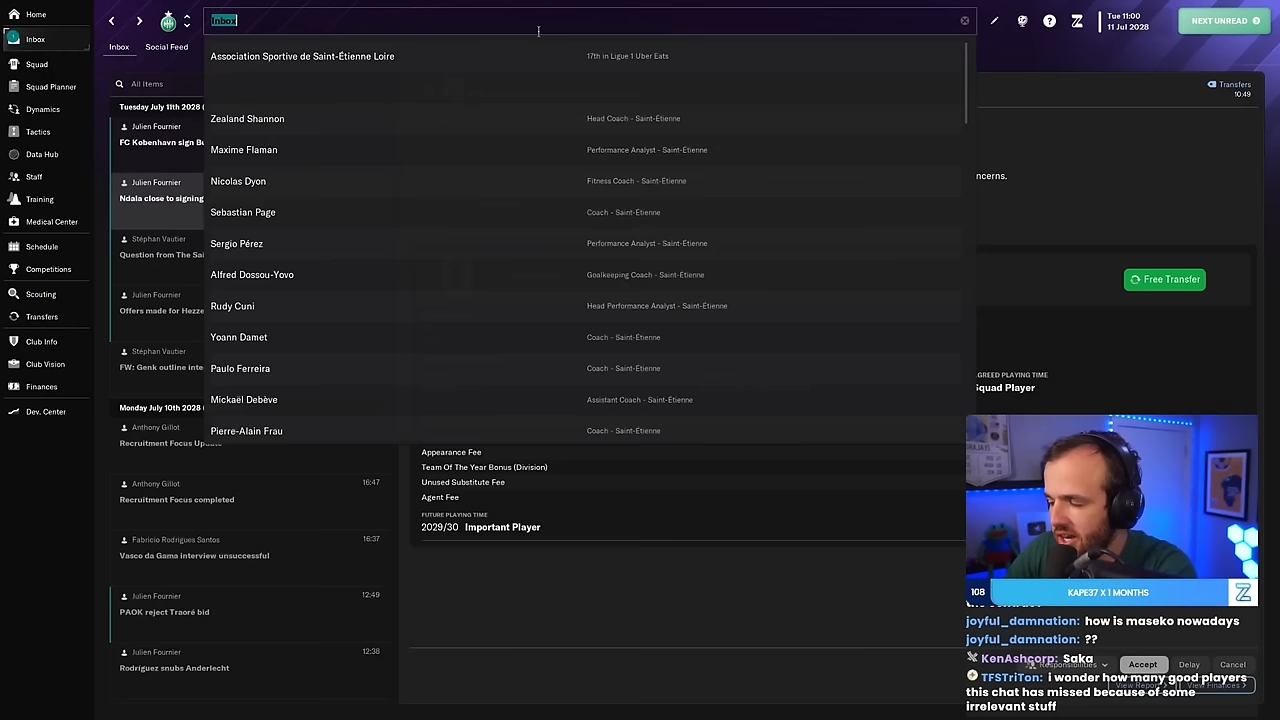 Home
Inbox
Squad
Squad Planner
Dynamics
Tactics
Data Hub
Staff
Training
Medical Center
Schedule
Competitions
Scouting
Transfers
Club Info
Club Vision
Finances
Dev. Center
Inbox
Tue 11:00
11 Jul 2028
NEXT UNREAD
Inbox
Social Feed
All Items
Tuesday July 11th 2028
Julien Fournier
FC København sign Bu
Julien Fournier
Ndala close to signing
Stéphan Vautier
Question from The Sai
Julien Fournier
Offers made for Hezze
Stéphan Vautier
FW: Genk outline inte
Monday July 10th 2028
Anthony Gillot
Recruitment Focus Upda
Anthony Gillot
16:47
Recruitment Focus completed
Fabricio Rodrigues Santos
16:37
Vasco da Gama interview unsuccessful
Julien Fournier
12:49
PAOK reject Traoré bid
Julien Fournier
12:38
Rodríguez snubs Anderlecht
Association Sportive de Saint-Étienne Loire
17th in Ligue 1 Uber Eats
Zealand Shannon
Head Coach - Saint-Étienne
Maxime Flaman
Performance Analyst - Saint-Étienne
Nicolas Dyon
Fitness Coach - Saint-Étienne
Sebastian Page
Coach - Saint-Étienne
Sergio Pérez
Performance Analyst - Saint-Étienne
Alfred Dossou-Yovo
Goalkeeping Coach - Saint-Étienne
Rudy Cuni
Head Performance Analyst - Saint-Étienne
Yoann Damet
Coach - Saint-Étienne
Paulo Ferreira
Coach - Saint-Étienne
Mickaël Debève
Assistant Coach - Saint-Étienne
Pierre-Alain Frau
Coach - Saint-Étienne
Transfers
10:49
ncerns.
Free Transfer
AGREED PLAYING TIME
Squad Player
Appearance Fee
Team Of The Year Bonus (Division)
Unused Substitute Fee
Agent Fee
FUTURE PLAYING TIME
2029/30 Important Player
108
KAPE37 X 1 MONTHS
Z
joyful_damnation: how is maseko nowadays
joyful_damnation: ??
KenAshcorp: Saka
TFSTriTon: i wonder how many good players
this chat has missed because of some
irrelevant stuff
Responsibilities
Accept
Delay
Cancel
View Report
View Finances